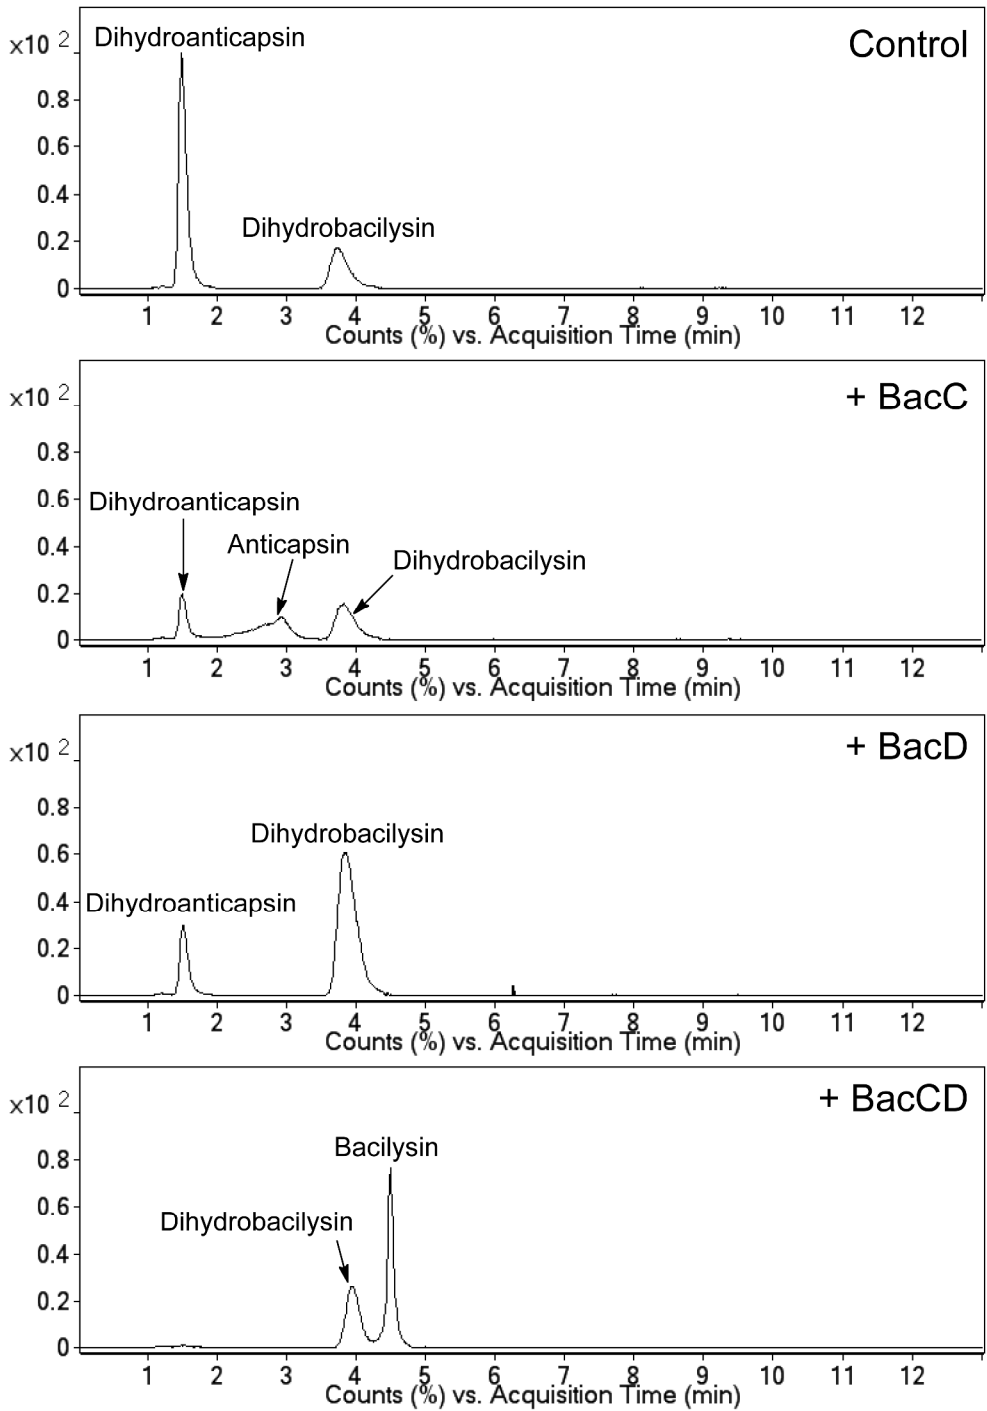 Dihydroanticapsin
x10 2
Control
0.8
0.6
0.4
Dihydrobacilysin
0.2
0
1 2 3 4 5 6 7 8 9 10 11 12
Counts (%) vs. Acquisition Time (min)
x10 2
+ BacC
0.8
0.6
Dihydroanticapsin
0.4
Anticapsin
Dihydrobacilysin
0.2
0
1 2 3 4 5 6 7 8 9 10 11 12
Counts (%) vs. Acquisition Time (min)
x10 2
+ BacD
0.8
Dihydrobacilysin
0.6
0.4
Dihydroanticapsin
0.2
0
1 2 3 4 5 6 7 8 9 10 11 12
Counts (%) vs. Acquisition Time (min)
x10 2
+ BacCD
Bacilysin
0.8
0.6
Dihydrobacilysin
0.4
0.2
0
1 2 3 4 5 6 7 8 9 10 11 12
Counts (%) vs. Acquisition Time (min)